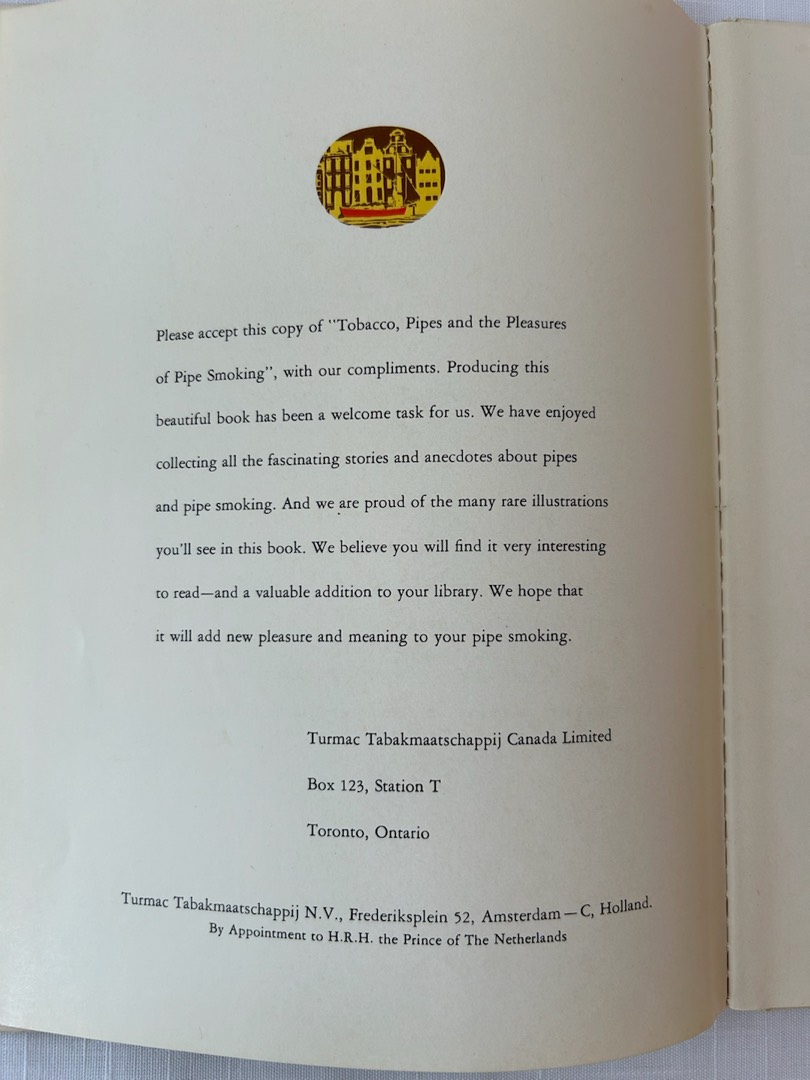 Please accept this copy of "Tobacco, Pipes and the Pleasures
of Pipe Smoking", with our compliments. Producing this
beautiful book has been a welcome task for us. We have enjoyed
collecting all the fascinating stories and anecdotes about pipes
and pipe smoking. And we are proud of the many rare illustrations
you'll see in this book. We believe you will find it very interesting
to read—and a valuable addition to your library. We hope that
it will add new pleasure and meaning to your pipe smoking.
Turmac Tabakmaatschappij Canada Limited
Box 123, Station T
Toronto, Ontario
Turmac Tabakmaatschappij N.V., Frederiksplein 52, Amsterdam — C, Holland.
By Appointment to H.R.H. the Prince of The Netherlands